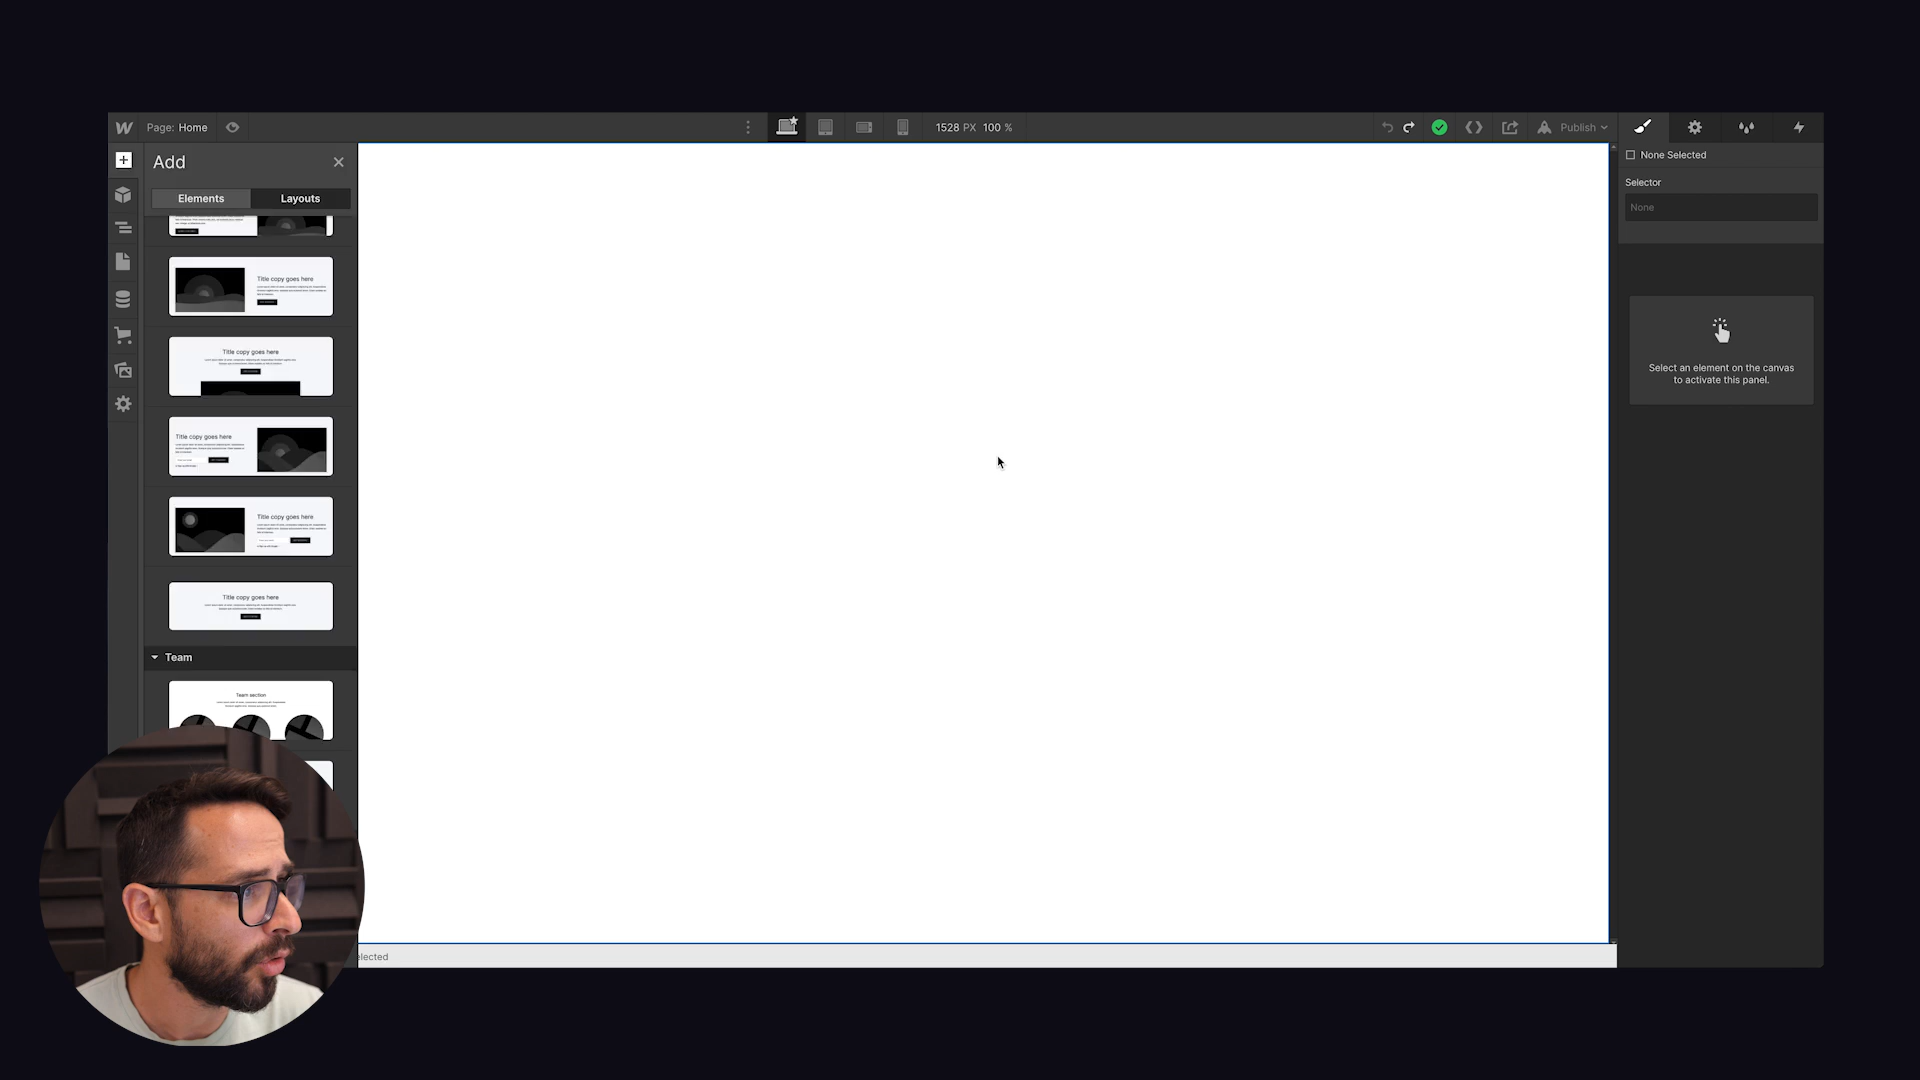 Page: Home
1528 PX 100 %
Publish
Add
Elements
Layouts
None Selected
Selector
None
Title copy goes here
Title copy goes here
Select an element on the canvas
to activate this panel.
Title copy goes here
Title copy goes here
Title copy goes here
Team
Team section
elected